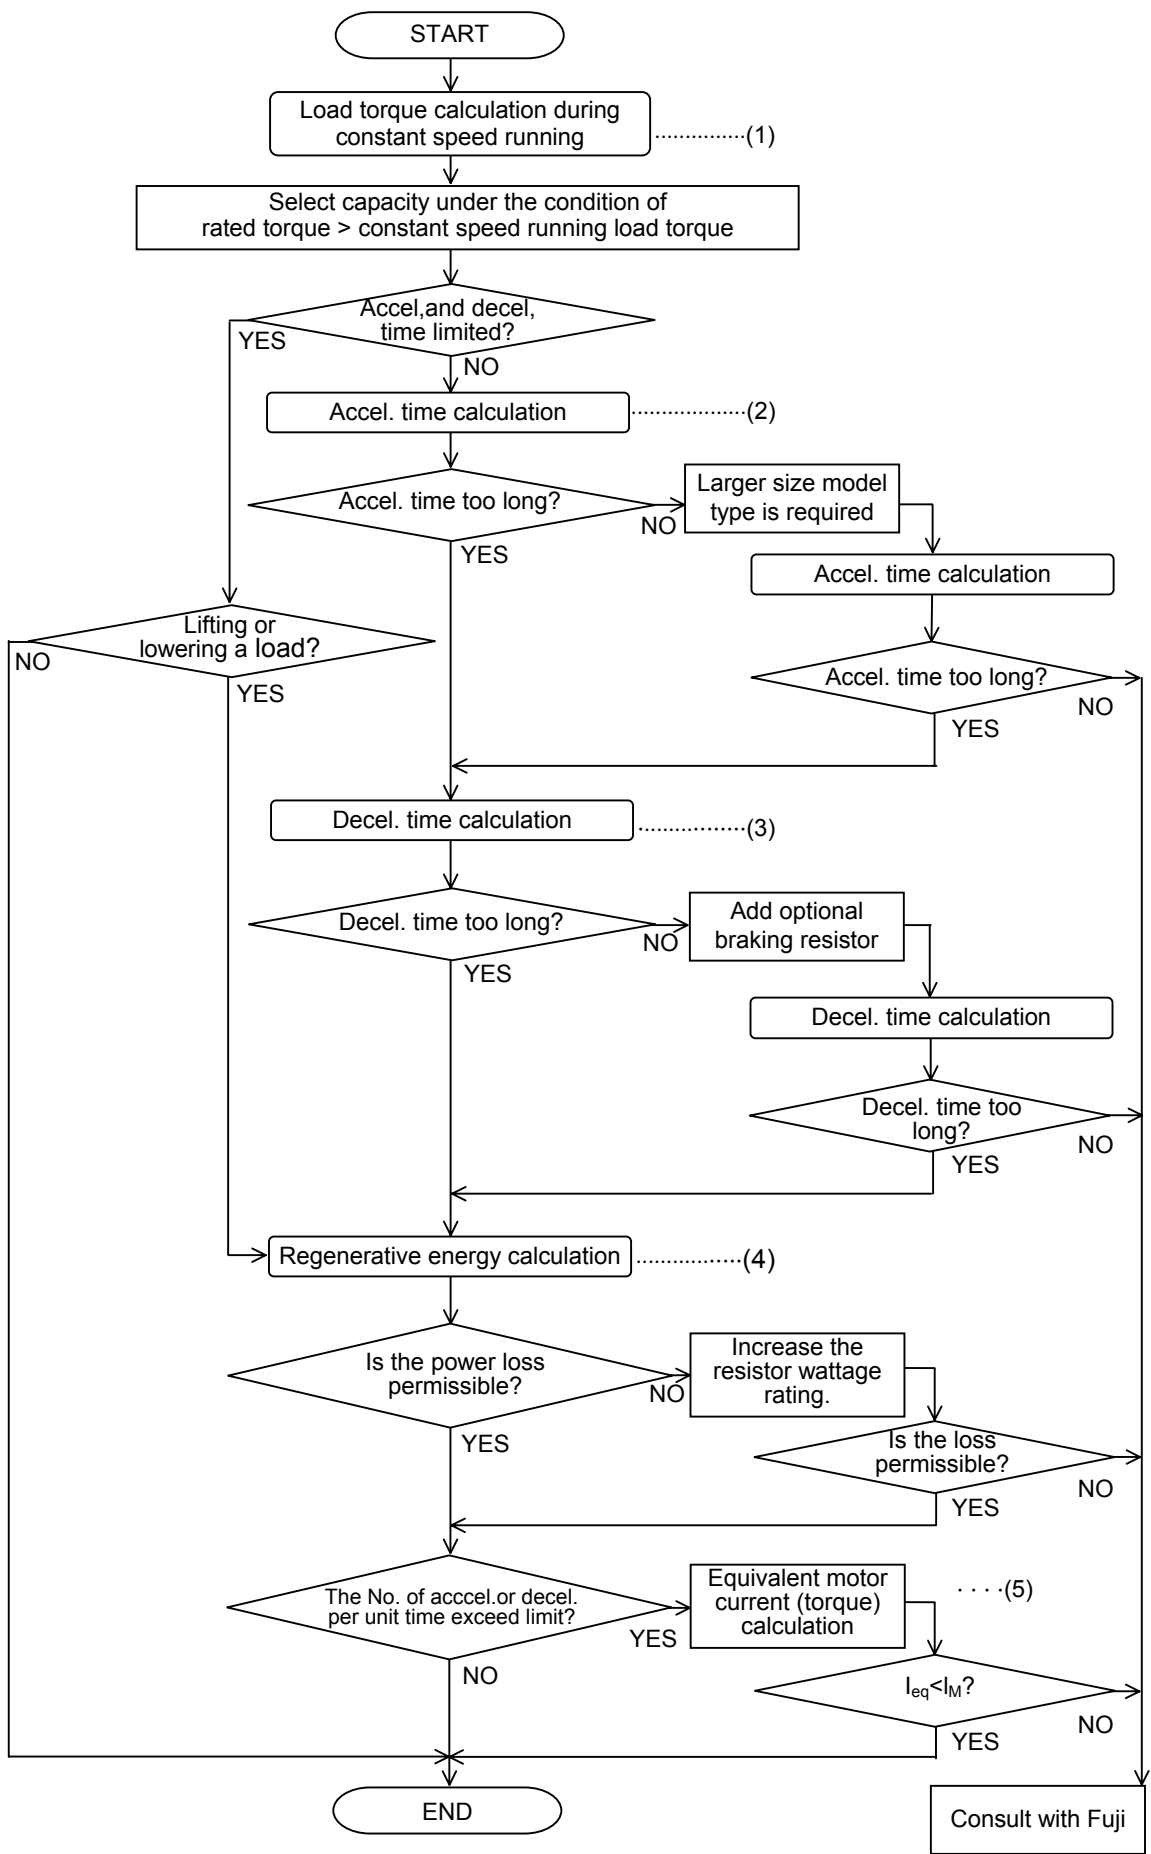 START
Load torque calculation during
constant speed running
...............(1)
Select capacity under the condition of
rated torque > constant speed running load torque
Accel,and decel,
time limited?
YES
NO
Accel. time calculation
...................(2)
Accel. time too long?
NO
YES
Larger size model
type is required
Accel. time calculation
Lifting or
lowering a load?
NO
YES
Accel. time too long?
NO
YES
Decel. time calculation
..................(3)
Decel. time too long?
NO
YES
Add optional
braking resistor
Decel. time calculation
Decel. time too
long?
NO
YES
Regenerative energy calculation
..................(4)
Is the power loss
permissible?
NO
YES
Increase the
resistor wattage
rating.
Is the loss
permissible?
NO
YES
The No. of acccel.or decel.
per unit time exceed limit?
YES
NO
Equivalent motor
current (torque)
calculation
....(5)
Ieq<IM?
NO
YES
END
Consult with Fuji